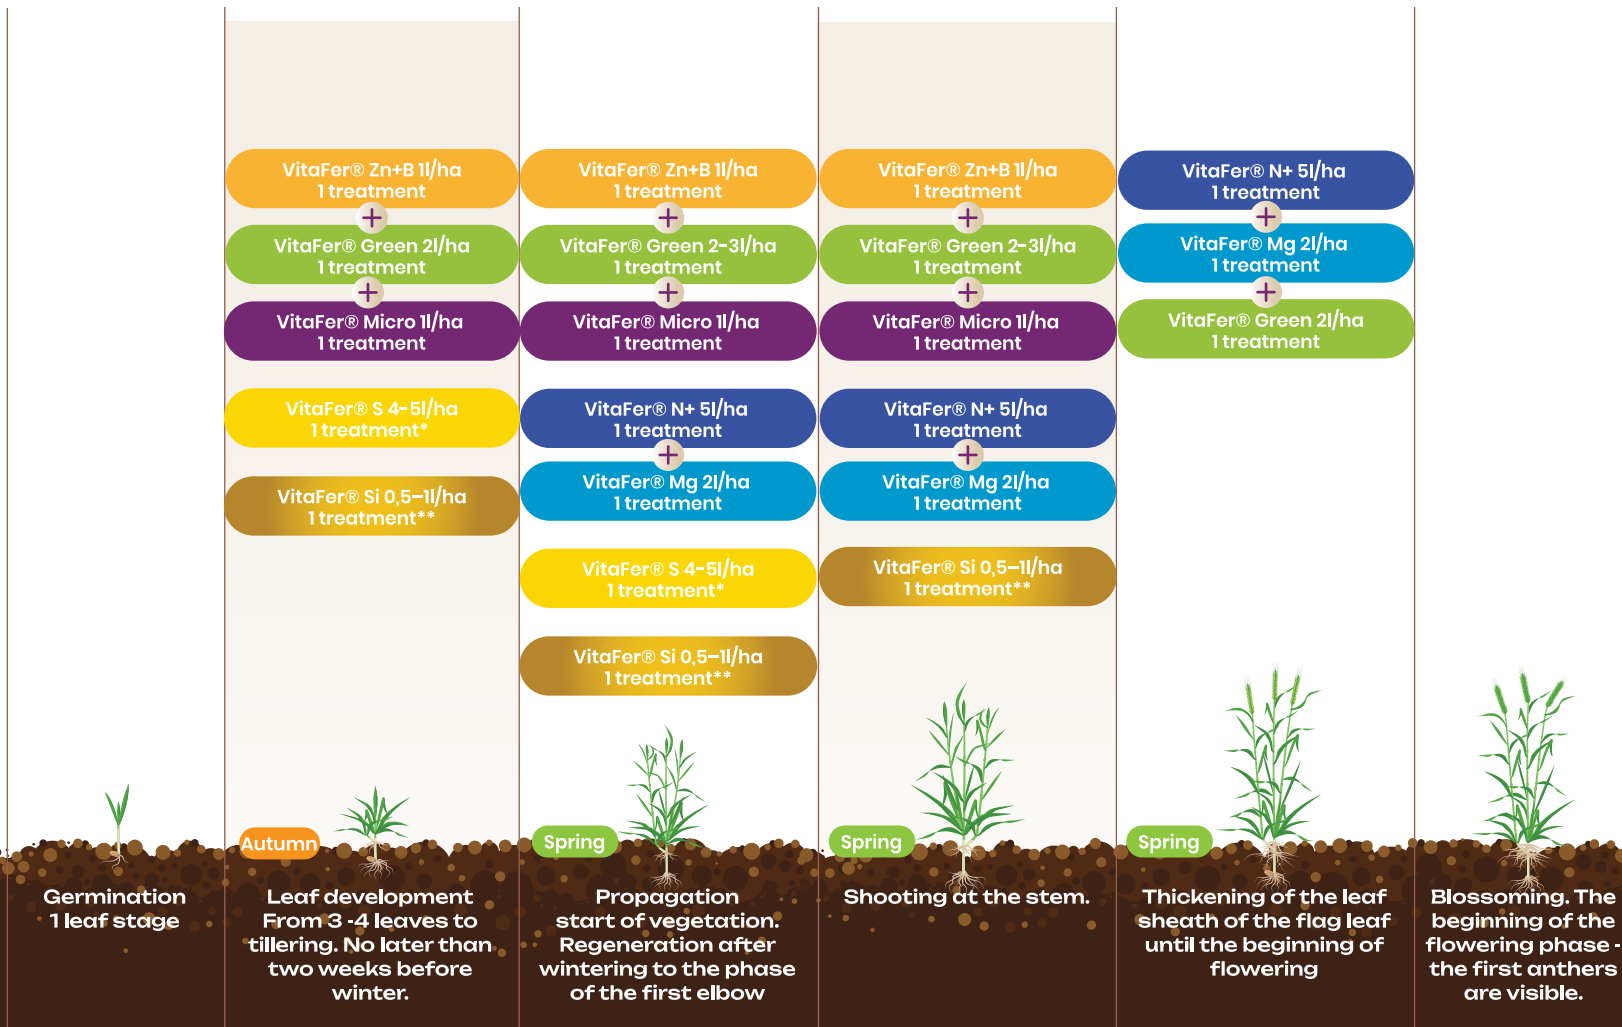 VitaFer® Zn+B 1l/ha
1 treatment
+
VitaFer® Green 2l/ha
1 treatment
+
VitaFer® Micro 1l/ha
1 treatment
VitaFer® S 4-5l/ha
1 treatment*
VitaFer® Si 0,5–1l/ha
1 treatment**
VitaFer® Zn+B 1l/ha
1 treatment
+
VitaFer® Green 2-3l/ha
1 treatment
+
VitaFer® Micro 1l/ha
1 treatment
VitaFer® N+ 5l/ha
1 treatment
+
VitaFer® Mg 2l/ha
1 treatment
VitaFer® S 4-5l/ha
1 treatment*
VitaFer® Si 0,5–1l/ha
1 treatment**
VitaFer® Zn+B 1l/ha
1 treatment
+
VitaFer® Green 2-3l/ha
1 treatment
+
VitaFer® Micro 1l/ha
1 treatment
VitaFer® N+ 5l/ha
1 treatment
+
VitaFer® Mg 2l/ha
1 treatment
VitaFer® Si 0,5–1l/ha
1 treatment**
VitaFer® N+ 5l/ha
1 treatment
+
VitaFer® Mg 2l/ha
1 treatment
+
VitaFer® Green 2l/ha
1 treatment
Germination
1 leaf stage
Autumn
Leaf development
From 3 -4 leaves to
tillering. No later than
two weeks before
winter.
Spring
Propagation
start of vegetation.
Regeneration after
wintering to the phase
of the first elbow
Spring
Shooting at the stem.
Spring
Thickening of the leaf
sheath of the flag leaf
until the beginning of
flowering
Blossoming. The
beginning of the
flowering phase -
the first anthers
are visible.